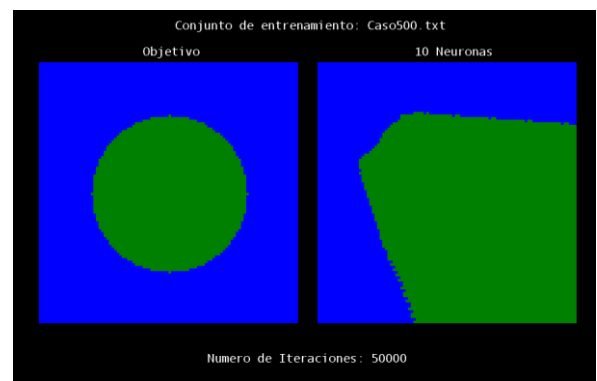 Conjunto de entrenamiento: Caso500.txt
Objetivo
10 Neuronas
Numero de Iteraciones: 50000